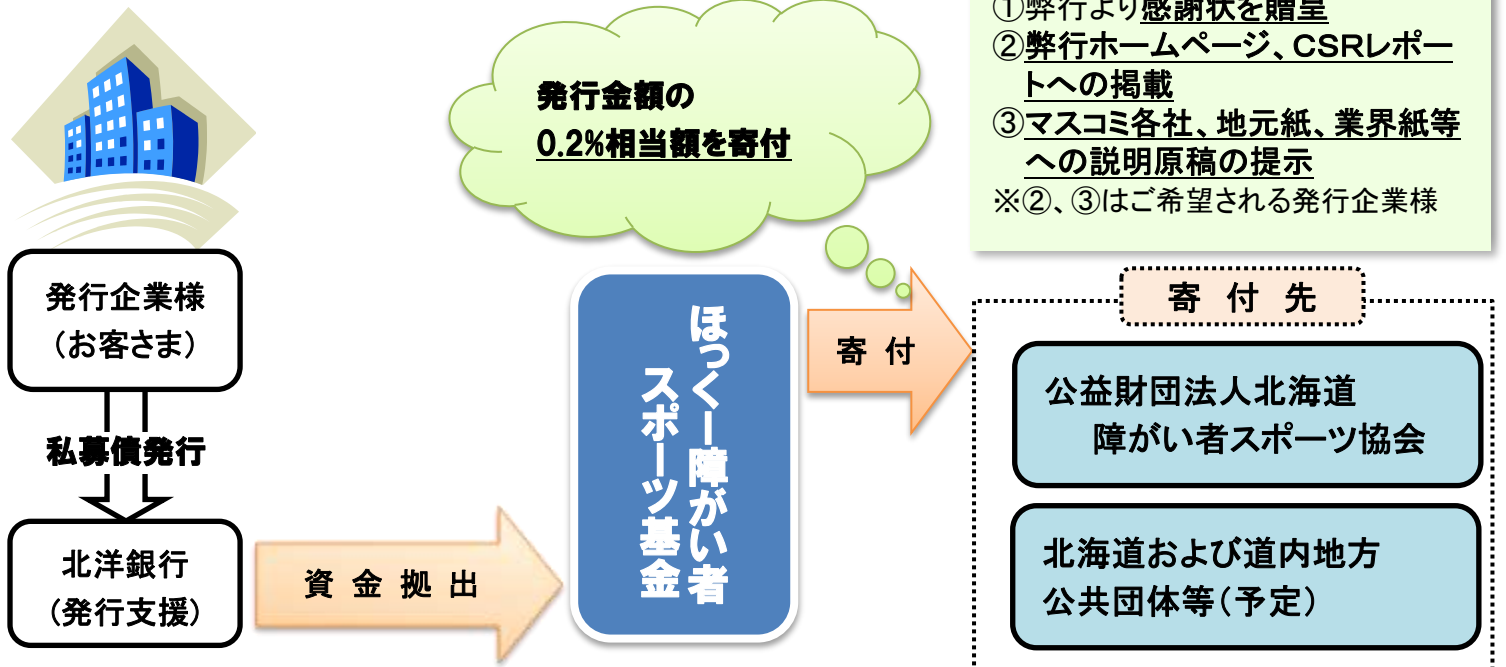 ①弊行より感謝状を贈呈
②弊行ホームページ、CSRレポー
トへの掲載
③マスコミ各社、地元紙、業界紙等
への説明原稿の提示
※②、③はご希望される発行企業様
発行金額の
0.2%相当額を寄付
発行企業様
(お客さま)
私募債発行
北洋銀行
(発行支援)
資 金 拠 出
ほっくー障がい者
スポーツ基金
寄 付
寄 付 先
公益財団法人北海道
障がい者スポーツ協会
北海道および道内地方
公共団体等(予定)